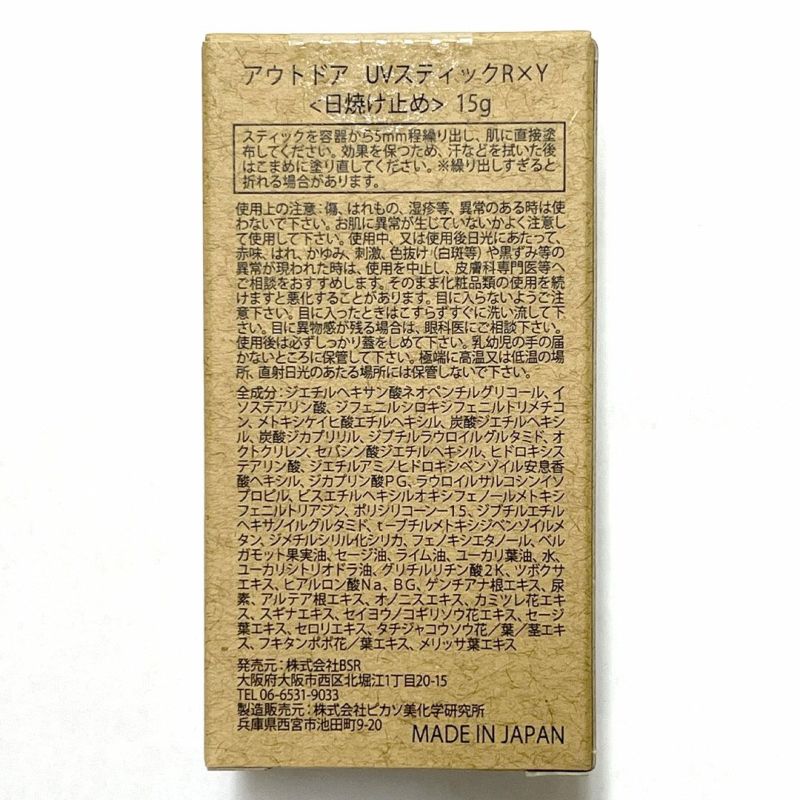 アウトドア UVスティックR×Y
<日焼け止め> 15g
スティックを容器から5mm程繰り出し、肌に直接塗
布してください。効果を保つため、汗などを拭いた後
はこまめに塗り直してください。※繰り出しすぎると
折れる場合があります。
使用上の注意：傷、はれもの、湿疹等、異常のある時は使
わないで下さい。お肌に異常が生じていないかよく注意し
て使用して下さい。使用中、又は使用後日光にあたって、
赤味、はれ、かゆみ、刺激、色抜け（白斑等）や黒ずみ等の
異常が現われた時は、使用を中止し、皮膚科専門医等へ
ご相談をおすすめします。そのまま化粧品類の使用を続
けますと悪化することがあります。目に入らないようご注
意下さい。目に入ったときはこすらずすぐに洗い流して下
さい。目に異物感が残る場合は、眼科医にご相談下さい。
使用後は必ずしっかり蓋をしめて下さい。乳幼児の手の届
かないところに保管して下さい。極端に高温又は低温の場
所、直射日光のあたる場所には保管しないで下さい。
全成分：ジエチルヘキサン酸ネオペンチルグリコール、イ
ソステアリン酸、ジフェニルシロキシフェニルトリメチコ
ン、メトキシケイヒ酸エチルヘキシル、炭酸ジエチルヘキシ
ル、炭酸ジカプリリル、ジブチルラウロイルグルタミド、オ
クトクリレン、セバシン酸ジエチルヘキシル、ヒドロキシス
テアリン酸、ジエチルアミノヒドロキシベンゾイル安息香
酸ヘキシル、ジカプリン酸PG、ラウロイルサルコシンイソ
プロピル、ビスエチルヘキシルオキシフェノールメトキシ
フェニルトリアジン、ポリシリコーン－15、ジブチルエチル
ヘキサノイルグルタミド、t－ブチルメトキシジベンゾイルメ
タン、ジメチルシリル化シリカ、フェノキシエタノール、ベル
ガモット果実油、セージ油、ライム油、ユーカリ葉油、水、
ユーカリシトリオドラ油、グリチルリチン酸2K、ツボクサ
エキス、ヒアルロン酸Na、BG、ゲンチアナ根エキス、尿
素、アルテア根エキス、オノニスエキス、カミツレ花エキ
ス、スギナエキス、セイヨウノコギリソウ花エキス、セージ
葉エキス、セロリエキス、タチジャコウソウ花／葉／茎エキ
ス、フキタンポポ花／葉エキス、メリッサ葉エキス
発売元：株式会社BSR
大阪府大阪市西区北堀江1丁目20-15
TEL 06-6531-9033
製造販売元：株式会社ピカソ美化学研究所
兵庫県西宮市池田町9-20
MADE IN JAPAN